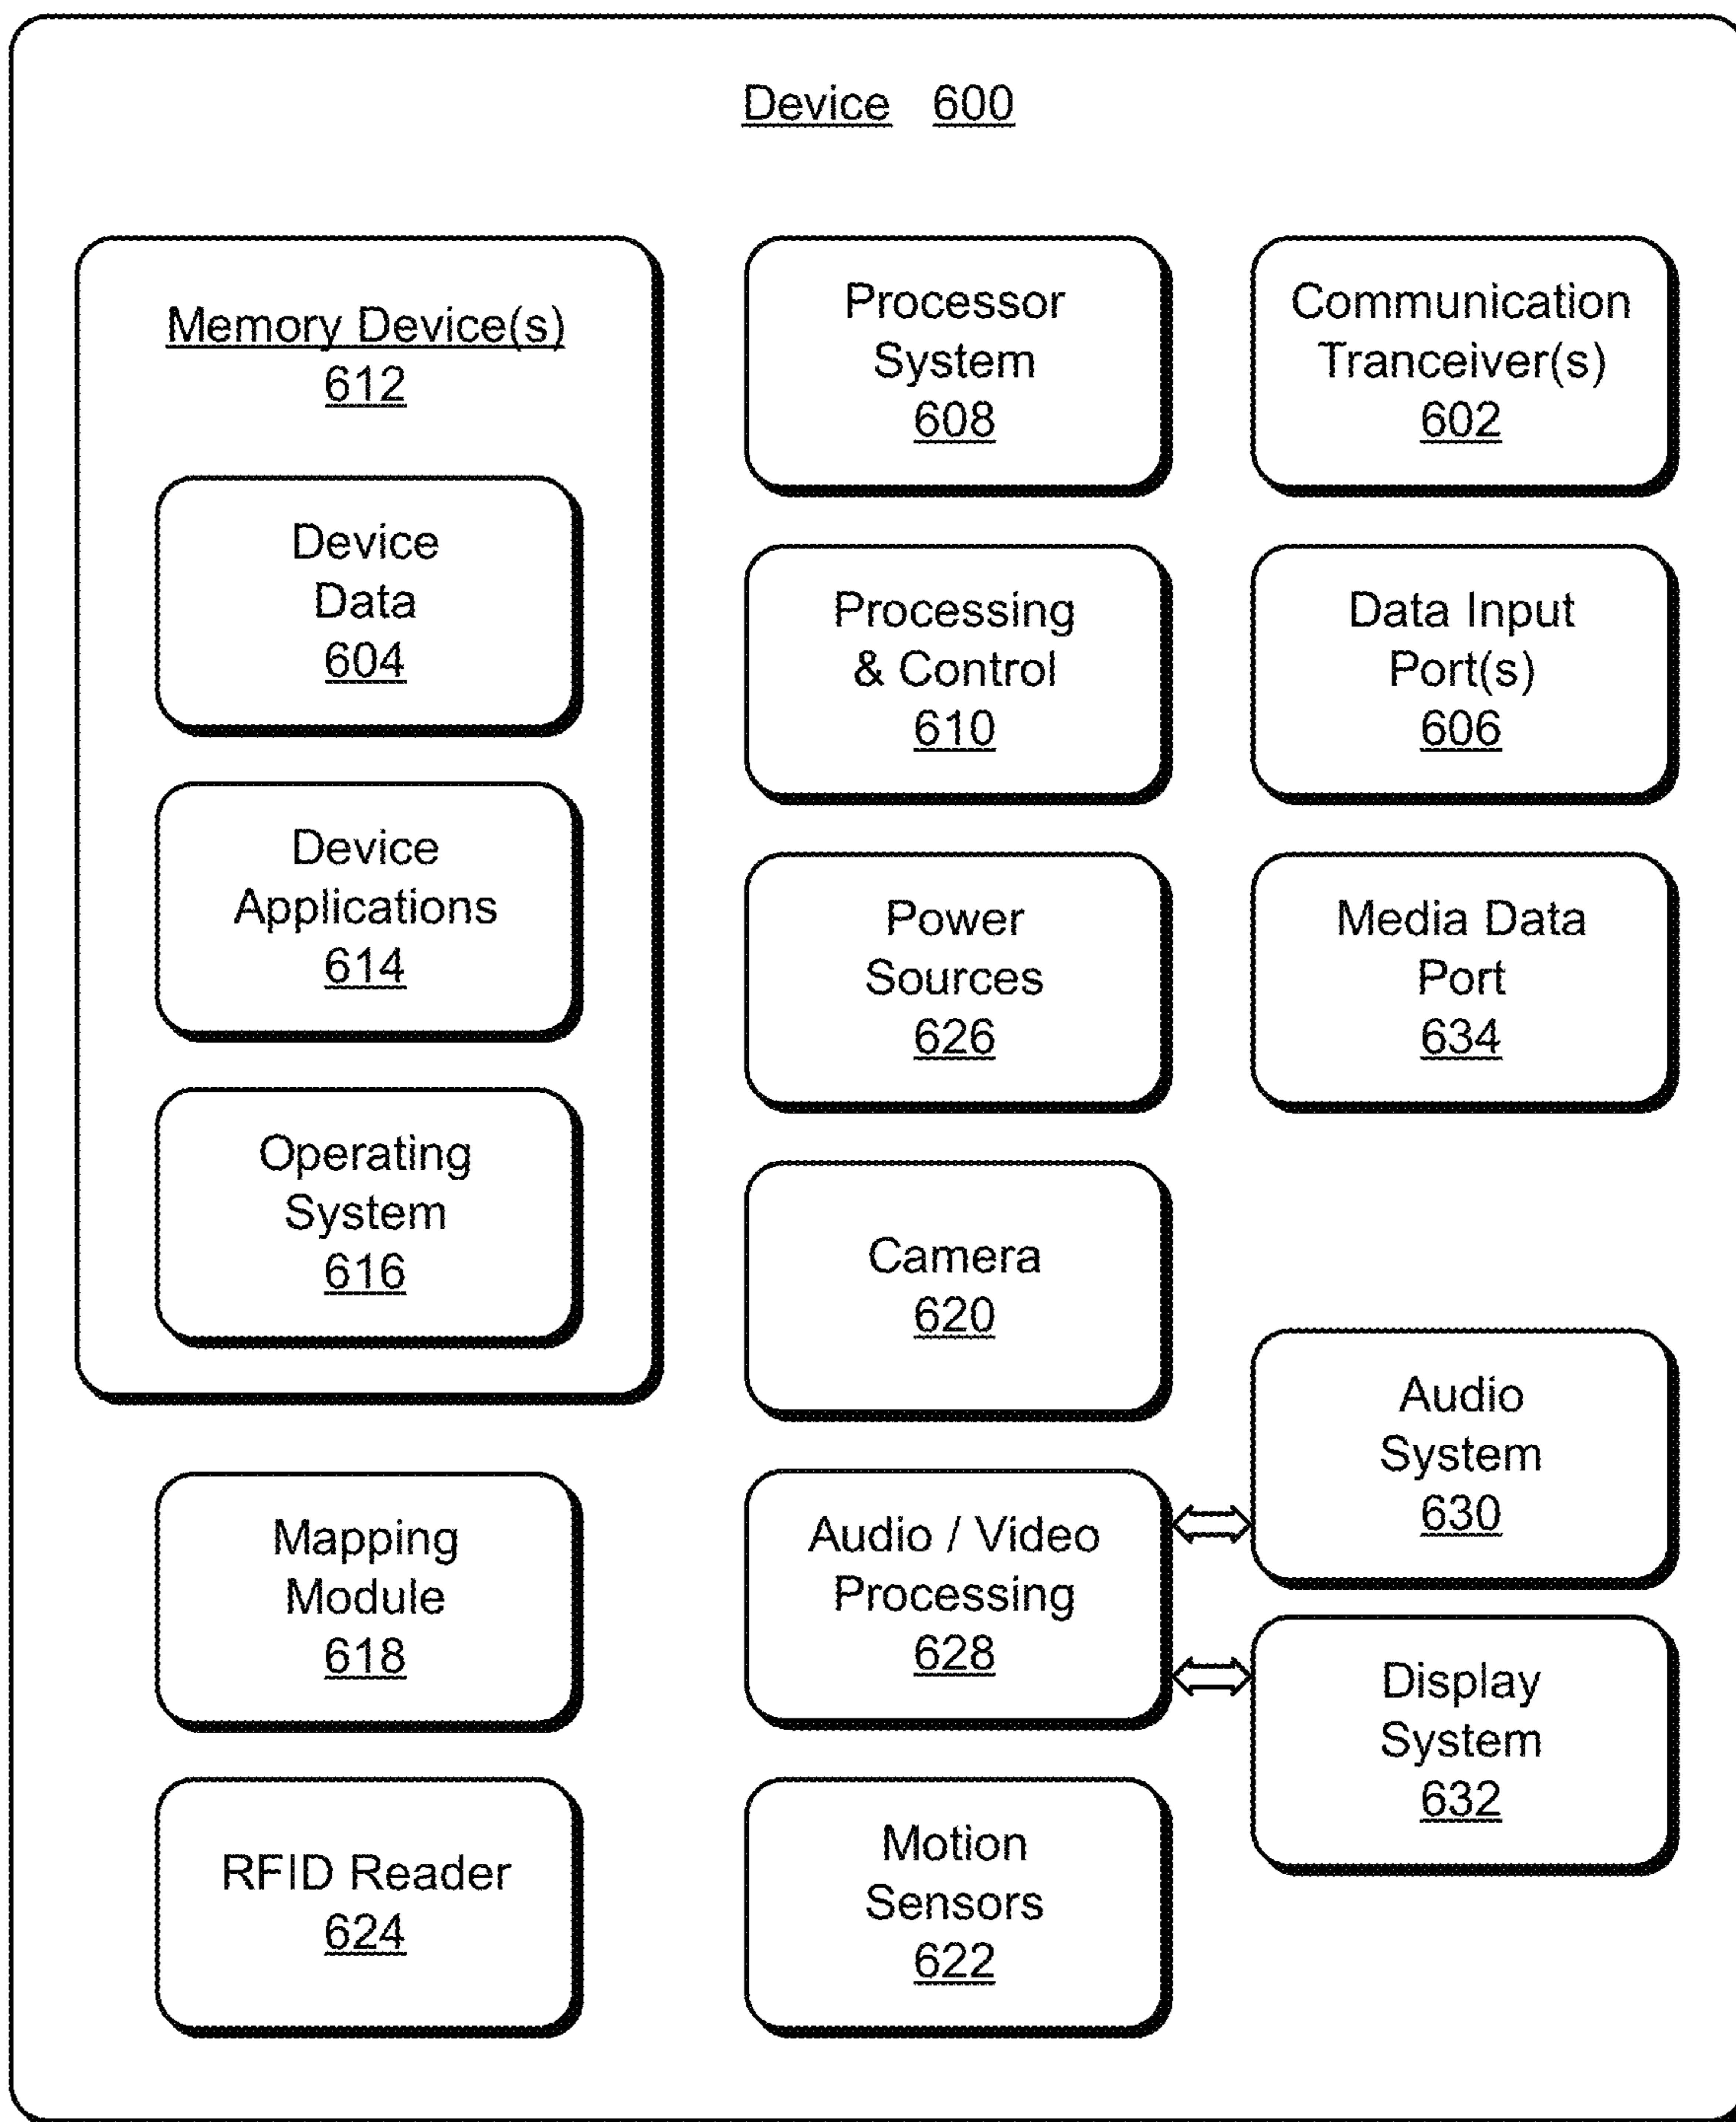 Device 600
Memory Device(s)
612
Device
Data
604
Device
Applications
614
Operating
System
616
Mapping
Module
618
RFID Reader
624
Processor
System
608
Processing
& Control
610
Power
Sources
626
Camera
620
Audio / Video
Processing
628
Motion
Sensors
622
Communication
Tranceiver(s)
602
Data Input
Port(s)
606
Media Data
Port
634
Audio
System
630
Display
System
632